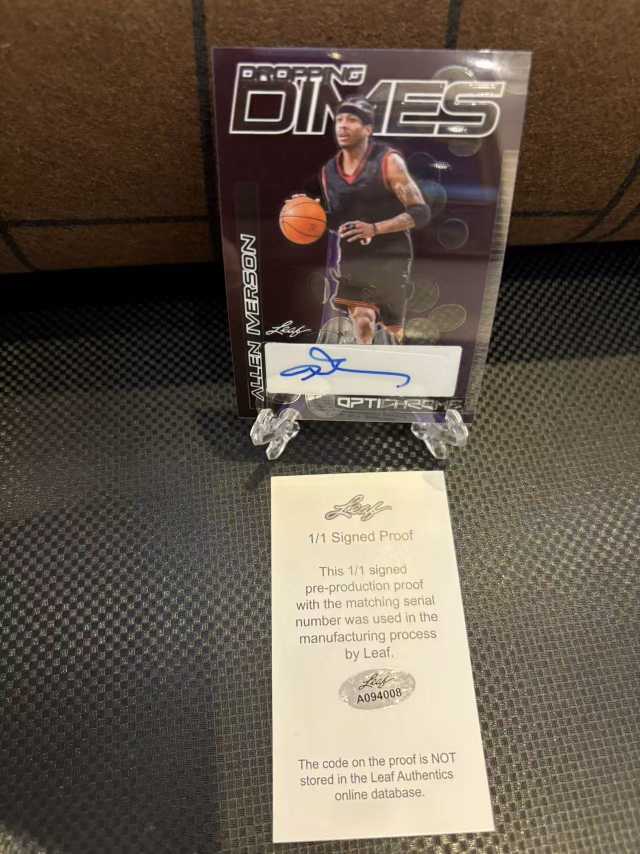 DROPPING
DIMES
ALLEN IVERSON
Leaf
OPTICHROME
Leaf
1/1 Signed Proof
This 1/1 signed
pre-production proof
with the matching serial
number was used in the
manufacturing process
by Leaf.
Leaf
A094008
The code on the proof is NOT
stored in the Leaf Authentics
online database.